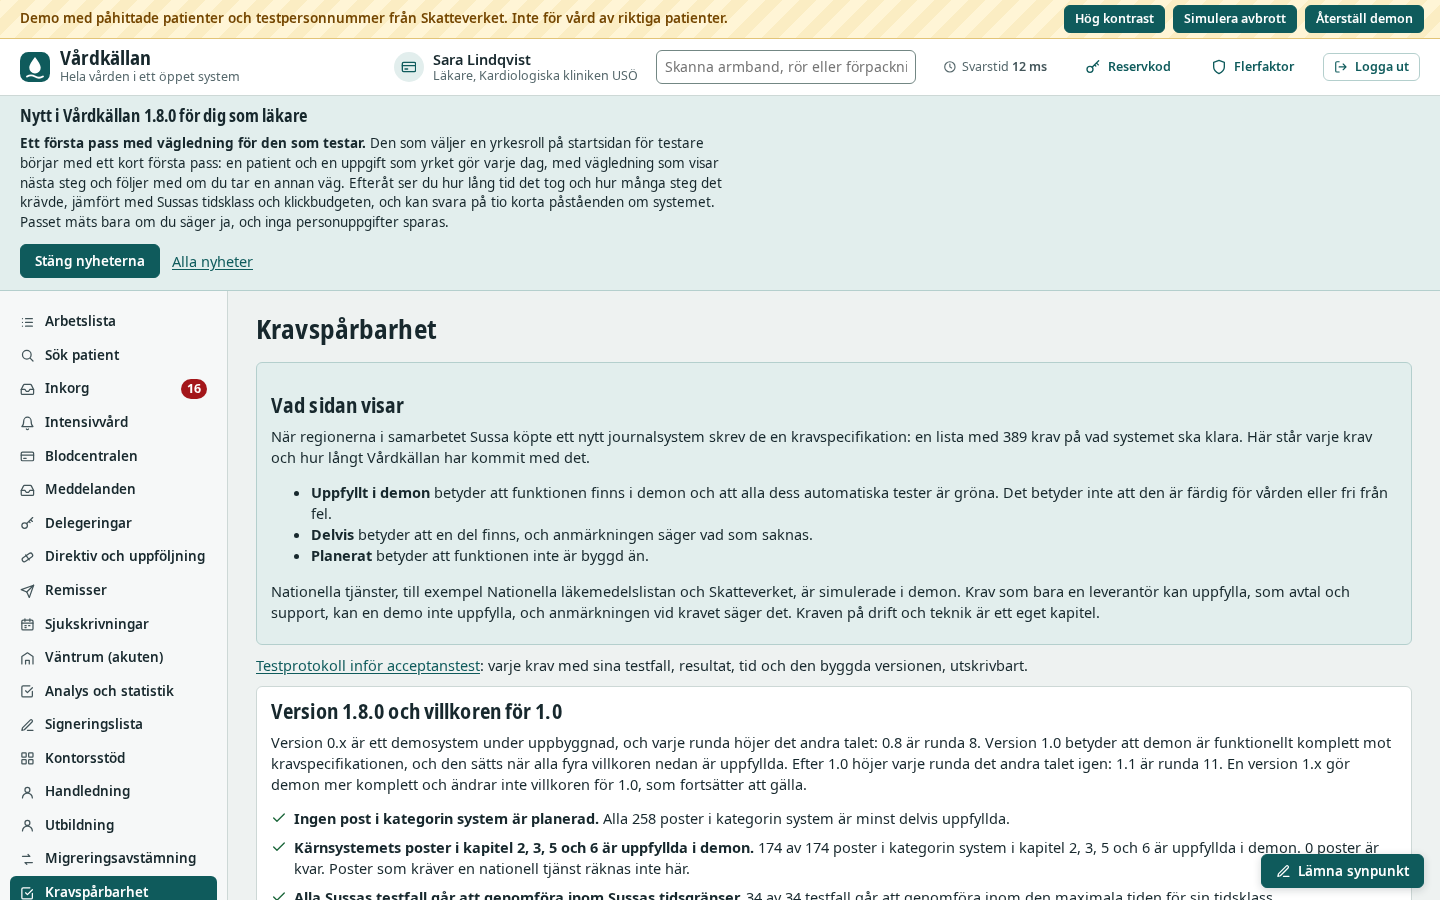 Demo med påhittade patienter och testpersonnummer från Skatteverket. Inte för vård av riktiga patienter.
Hög kontrast
Simulera avbrott
Återställ demon
Vårdkällan
Hela vården i ett öppet system
Sara Lindqvist
Läkare, Kardiologiska kliniken USÖ
Skanna armband, rör eller förpackni
Svarstid 12 ms
Reservkod
Flerfaktor
Logga ut
Nytt i Vårdkällan 1.8.0 för dig som läkare
Ett första pass med vägledning för den som testar. Den som väljer en yrkesroll på startsidan för testare
börjar med ett kort första pass: en patient och en uppgift som yrket gör varje dag, med vägledning som visar
nästa steg och följer med om du tar en annan väg. Efteråt ser du hur lång tid det tog och hur många steg det
krävde, jämfört med Sussas tidsklass och klickbudgeten, och kan svara på tio korta påståenden om systemet.
Passet mäts bara om du säger ja, och inga personuppgifter sparas.
Stäng nyheterna
Alla nyheter
Arbetslista
Sök patient
Inkorg
16
Intensivvård
Blodcentralen
Meddelanden
Delegeringar
Direktiv och uppföljning
Remisser
Sjukskrivningar
Väntrum (akuten)
Analys och statistik
Signeringslista
Kontorsstöd
Handledning
Utbildning
Migreringsavstämning
Kravspårbarhet
Kravspårbarhet
Vad sidan visar
När regionerna i samarbetet Sussa köpte ett nytt journalsystem skrev de en kravspecifikation: en lista med 389 krav på vad systemet ska klara. Här står varje krav
och hur långt Vårdkällan har kommit med det.
Uppfyllt i demon betyder att funktionen finns i demon och att alla dess automatiska tester är gröna. Det betyder inte att den är färdig för vården eller fri från
fel.
Delvis betyder att en del finns, och anmärkningen säger vad som saknas.
Planerat betyder att funktionen inte är byggd än.
Nationella tjänster, till exempel Nationella läkemedelslistan och Skatteverket, är simulerade i demon. Krav som bara en leverantör kan uppfylla, som avtal och
support, kan en demo inte uppfylla, och anmärkningen vid kravet säger det. Kraven på drift och teknik är ett eget kapitel.
Testprotokoll inför acceptanstest: varje krav med sina testfall, resultat, tid och den byggda versionen, utskrivbart.
Version 1.8.0 och villkoren för 1.0
Version 0.x är ett demosystem under uppbyggnad, och varje runda höjer det andra talet: 0.8 är runda 8. Version 1.0 betyder att demon är funktionellt komplett mot
kravspecifikationen, och den sätts när alla fyra villkoren nedan är uppfyllda. Efter 1.0 höjer varje runda det andra talet igen: 1.1 är runda 11. En version 1.x gör
demon mer komplett och ändrar inte villkoren för 1.0, som fortsätter att gälla.
Ingen post i kategorin system är planerad. Alla 258 poster i kategorin system är minst delvis uppfyllda.
Kärnsystemets poster i kapitel 2, 3, 5 och 6 är uppfyllda i demon. 174 av 174 poster i kategorin system i kapitel 2, 3, 5 och 6 är uppfyllda i demon. 0 poster är
kvar. Poster som kräver en nationell tjänst räknas inte här.
Alla Sussas testfall går att genomföra inom Sussas tidsgränser. 34 av 34 testfall går att genomföra inom den maximala tiden för sin tidsklass.
Lämna synpunkt